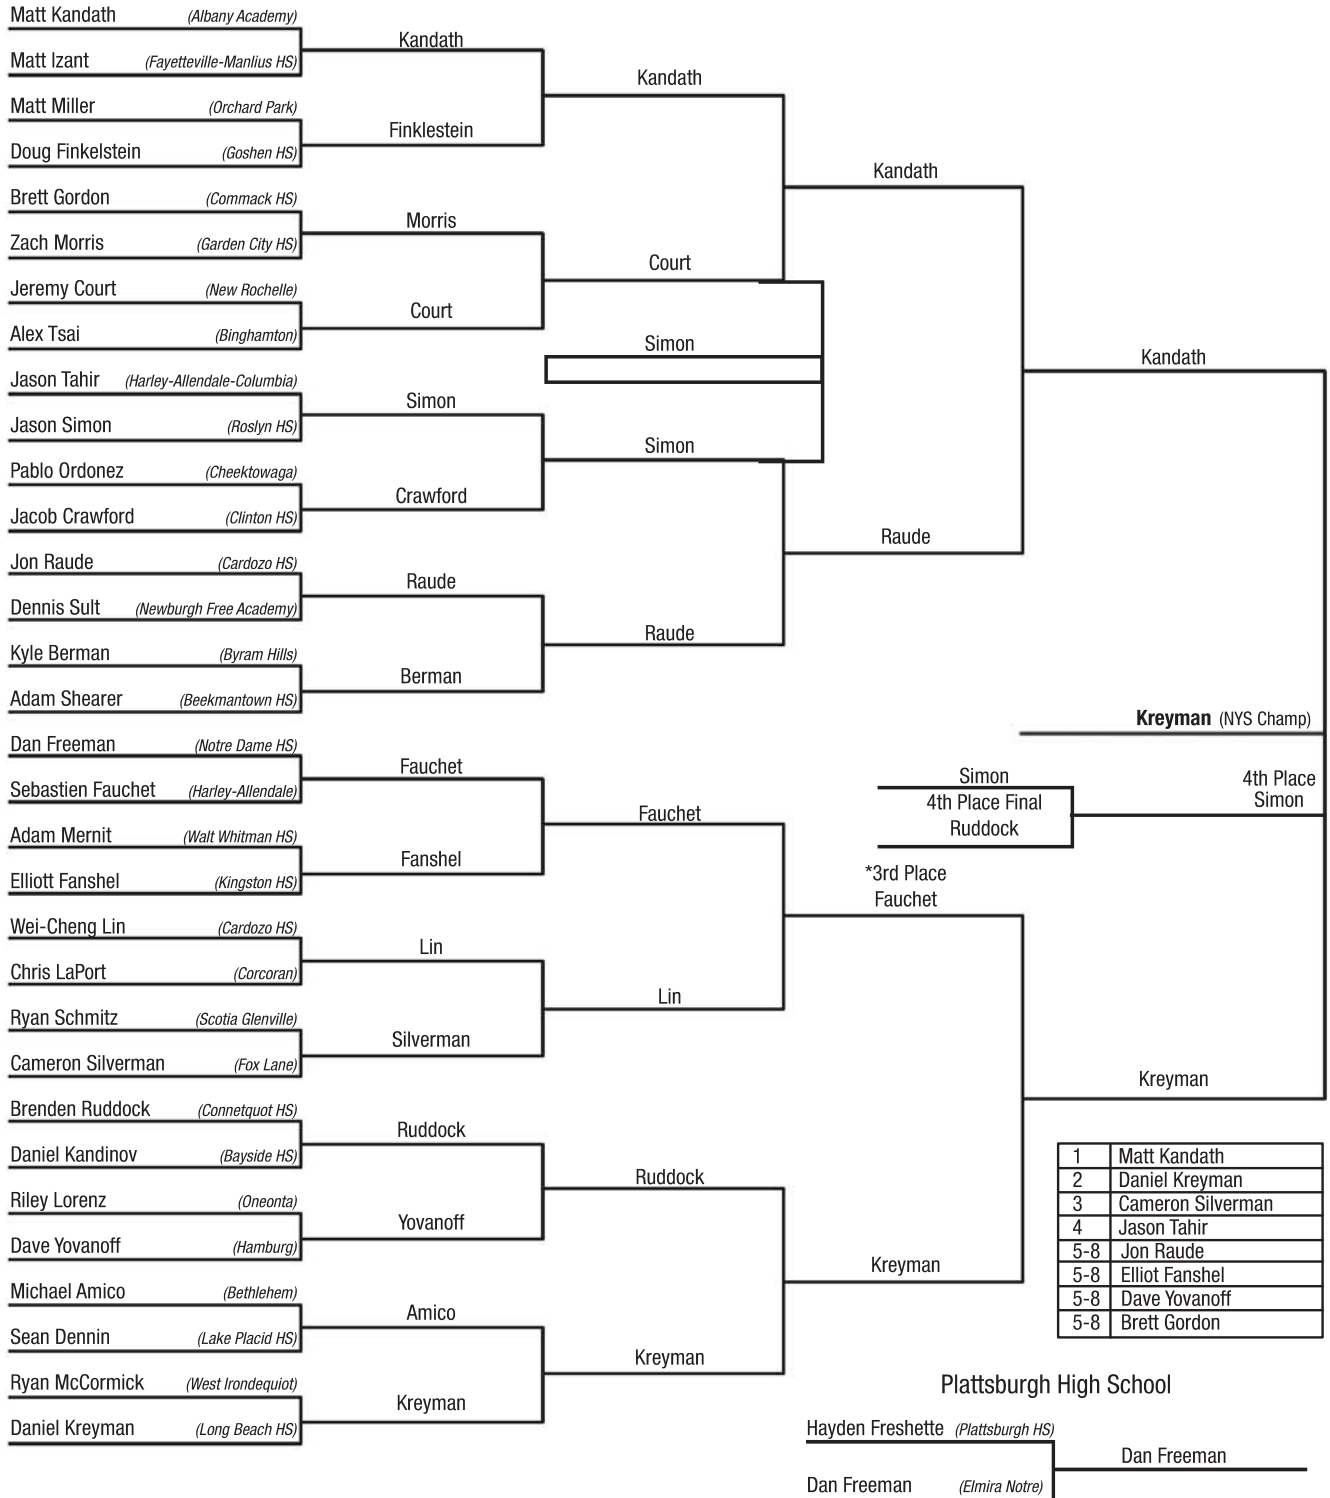 Matt Kandath (Albany Academy)
Matt Izant (Fayetteville-Manlius HS)
Matt Miller (Orchard Park)
Doug Finkelstein (Goshen HS)
Brett Gordon (Commack HS)
Zach Morris (Garden City HS)
Jeremy Court (New Rochelle)
Alex Tsai (Binghamton)
Jason Tahir (Harley-Allendale-Columbia)
Jason Simon (Roslyn HS)
Pablo Ordonez (Cheektowaga)
Jacob Crawford (Clinton HS)
Jon Raude (Cardozo HS)
Dennis Sult (Newburgh Free Academy)
Kyle Berman (Byram Hills)
Adam Shearer (Beekmantown HS)
Dan Freeman (Notre Dame HS)
Sebastien Fauchet (Harley-Allendale)
Adam Mernit (Walt Whitman HS)
Elliott Fanshel (Kingston HS)
Wei-Cheng Lin (Cardozo HS)
Chris LaPort (Corcoran)
Ryan Schmitz (Scotia Glenville)
Cameron Silverman (Fox Lane)
Brenden Ruddock (Connetquot HS)
Daniel Kandinov (Bayside HS)
Riley Lorenz (Oneonta)
Dave Yovanoff (Hamburg)
Michael Amico (Bethlehem)
Sean Dennin (Lake Placid HS)
Ryan McCormick (West Irondequiot)
Daniel Kreyman (Long Beach HS)
Kandath
Finklestein
Morris
Court
Simon
Crawford
Raude
Berman
Fauchet
Fanshel
Lin
Silverman
Ruddock
Yovanoff
Amico
Kreyman
Kandath
Court
Simon
Simon
Raude
Fauchet
Lin
Ruddock
Kreyman
Kandath
Raude
Simon
4th Place Final
Ruddock
*3rd Place
Fauchet
Kreyman
Kandath
Kreyman (NYS Champ)
4th Place
Simon
Kreyman
1 Matt Kandath
2 Daniel Kreyman
3 Cameron Silverman
4 Jason Tahir
5-8 Jon Raude
5-8 Elliot Fanshel
5-8 Dave Yovanoff
5-8 Brett Gordon
Plattsburgh High School
Hayden Freshette (Plattsburgh HS)
Dan Freeman (Elmira Notre)
Dan Freeman